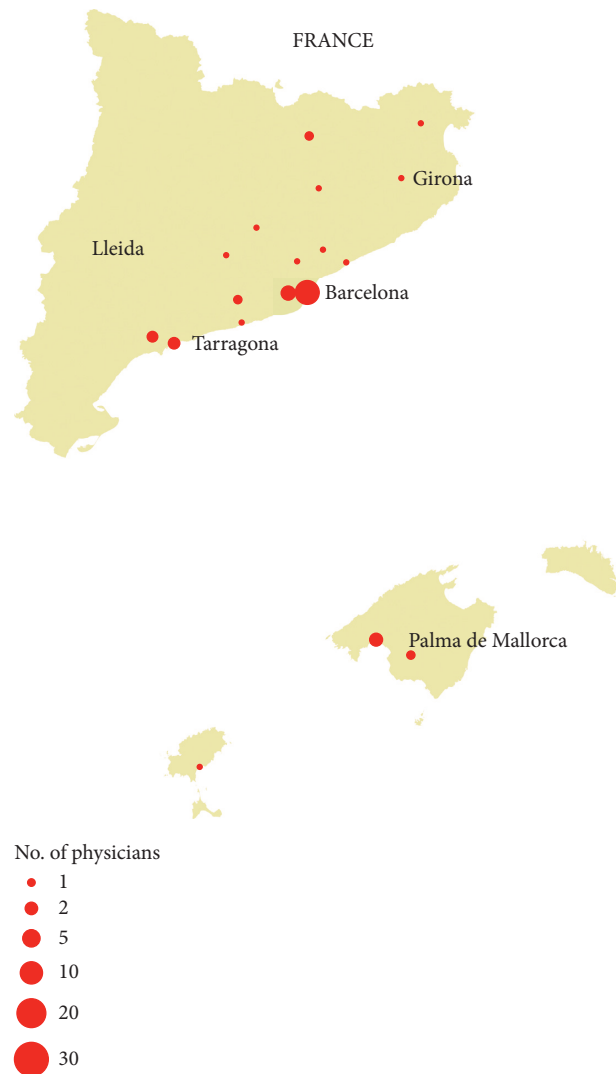 FRANCE
Girona
Lleida
Barcelona
Tarragona
Palma de Mallorca
No. of physicians
1
2
5
10
20
30